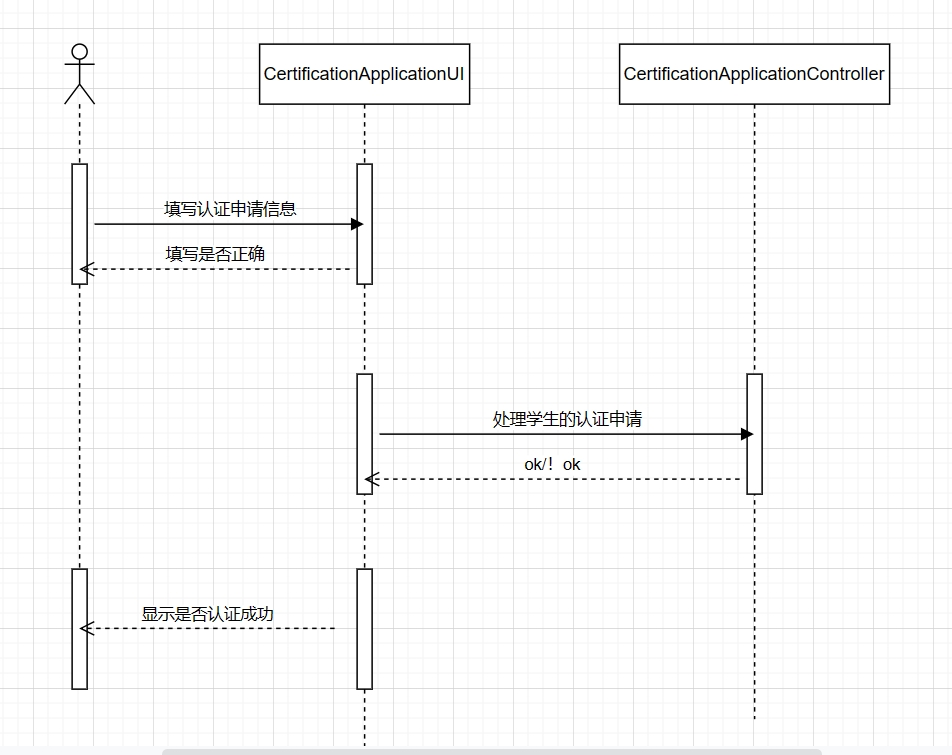 CertificationApplicationUI
CertificationApplicationController
填写认证申请信息
填写是否正确
处理学生的认证申请
ok/！ok
显示是否认证成功